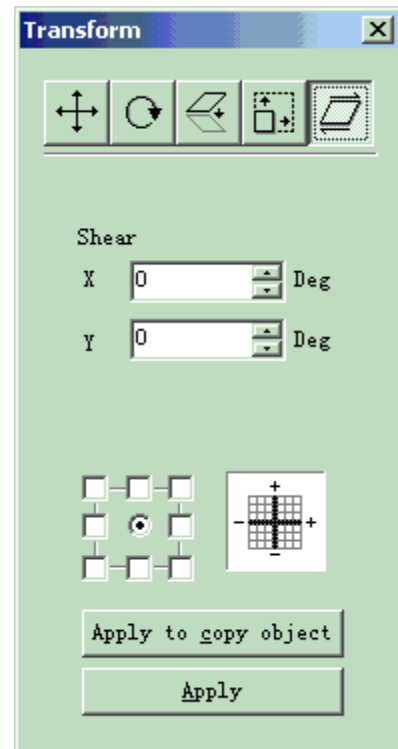 Transform
Shear
X 0 Deg
Y 0 Deg
+
- +
-
Apply to copy object
Apply